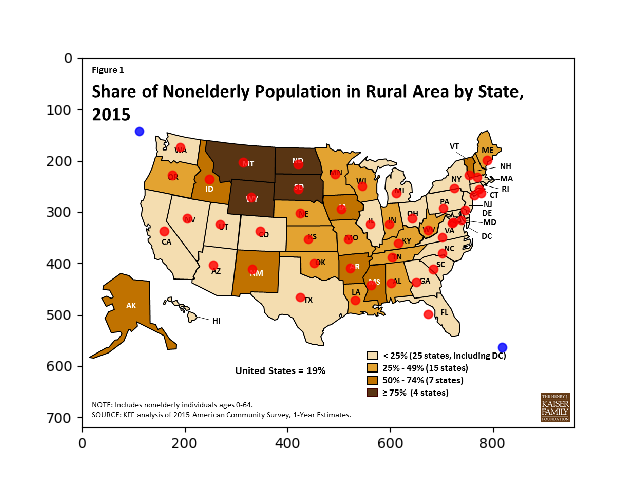 0
100
200
300
400
500
600
700
0
200
400
600
800
Figure 1
Share of Nonelderly Population in Rural Area by State,
2015
WA
OR
CA
NV
ID
MT
WY
UT
AZ
CO
NM
ND
SD
NE
KS
OK
TX
MN
IA
MO
AR
LA
WI
IL
MI
IN
OH
KY
TN
MS
AL
GA
FL
SC
NC
VA
WV
PA
NY
VT
ME
NH
MA
RI
CT
NJ
DE
MD
DC
AK
HI
< 25% (25 states, including DC)
25% - 49% (15 states)
50% - 74% (7 states)
≥ 75% (4 states)
United States = 19%
NOTE: Includes nonelderly individuals ages 0-64.
SOURCE: KFF analysis of 2015 American Community Survey, 1-Year Estimates.
THE HENRY J.
KAISER
FAMILY
FOUNDATION